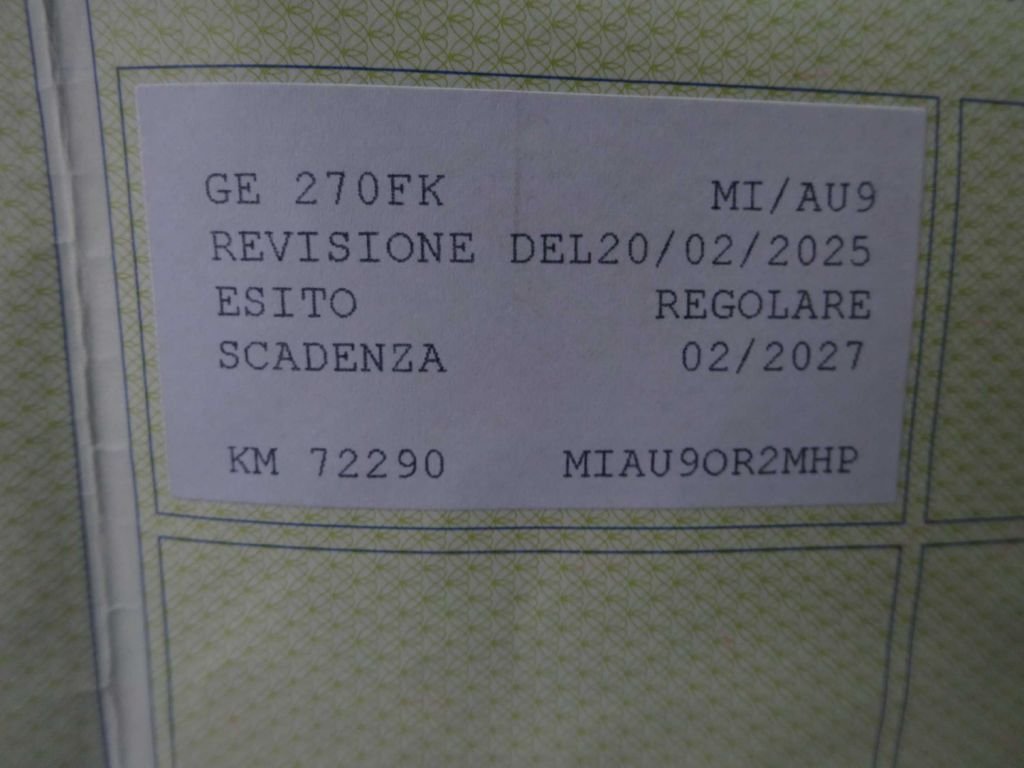 GE 270FK MI/AU9
REVISIONE DEL20/02/2025
ESITO REGOLARE
SCADENZA 02/2027
KM 72290 MIAU9OR2MHP